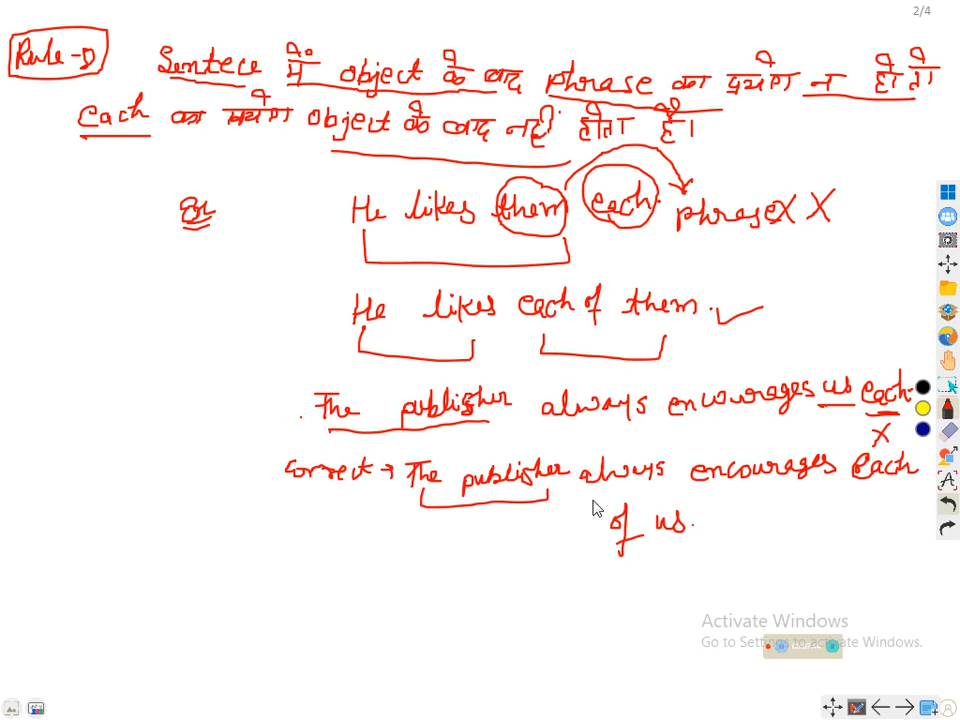 2/4
Rule-D
Sentece में object के बाद phrase का प्रयोग न हो तो
each का प्रयोग object के बाद नहीं होता है।
Ex He likes them each. phrase X X
He likes each of them.
The publisher always encourages us each.
X
correct → The publisher always encourages Each
of us.
Activate Windows
Go to Settings to activate Windows.